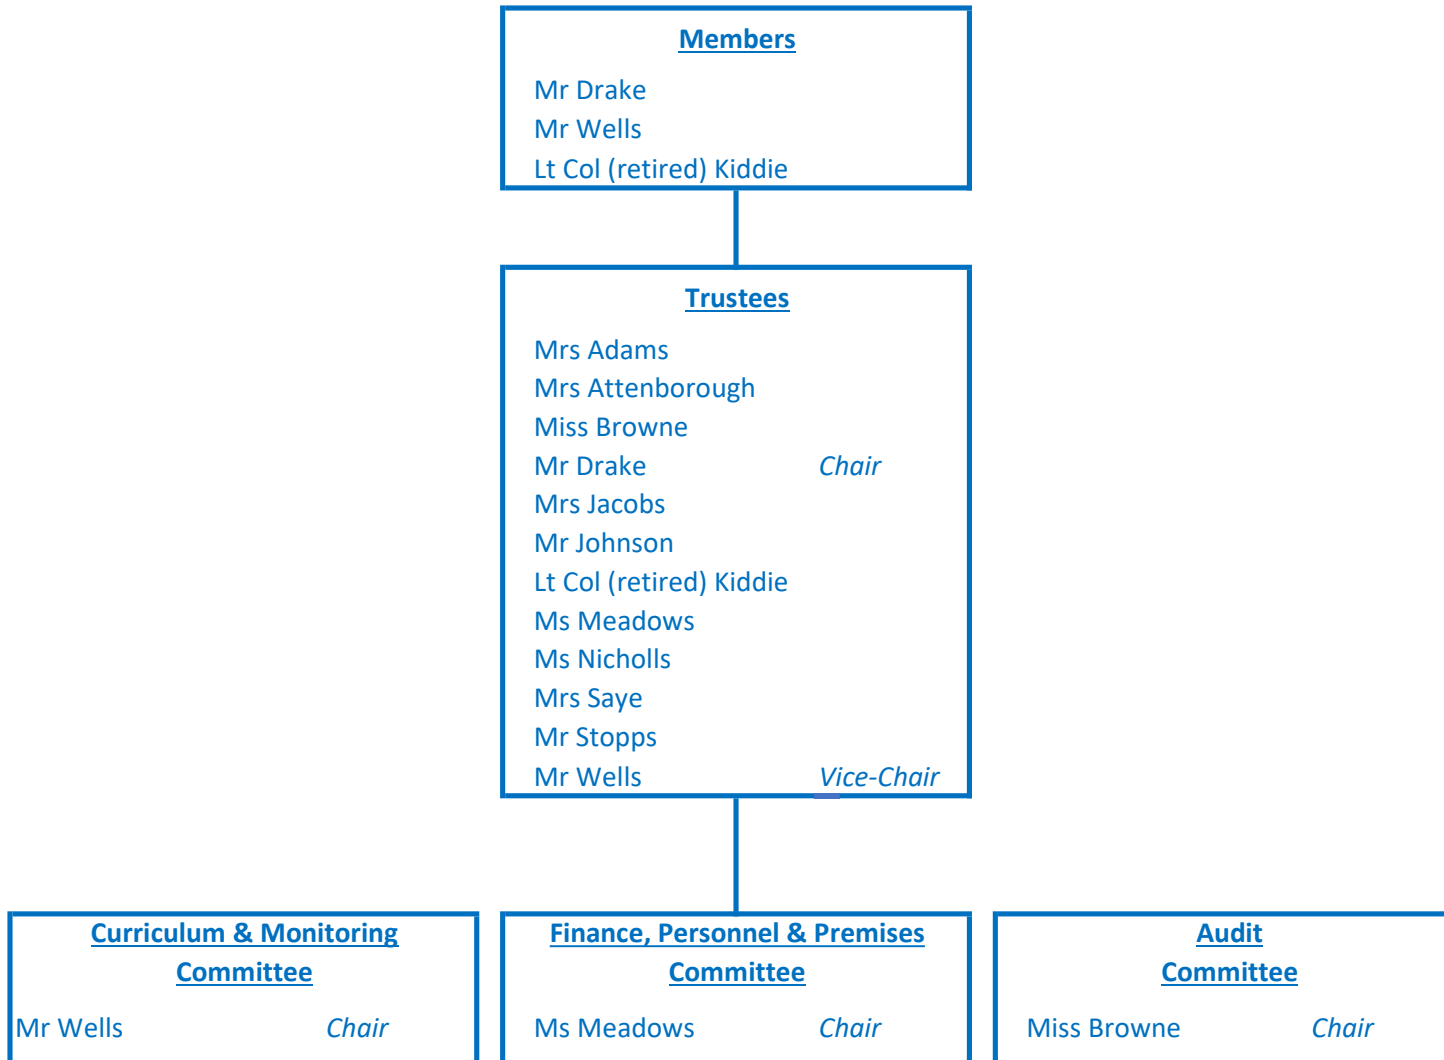 Members
Mr Drake
Mr Wells
Lt Col (retired) Kiddie
Trustees
Mrs Adams
Mrs Attenborough
Miss Browne
Mr Drake Chair
Mrs Jacobs
Mr Johnson
Lt Col (retired) Kiddie
Ms Meadows
Ms Nicholls
Mrs Saye
Mr Stopps
Mr Wells Vice-Chair
Curriculum & Monitoring
Committee
Mr Wells Chair
Finance, Personnel & Premises
Committee
Ms Meadows Chair
Audit
Committee
Miss Browne Chair